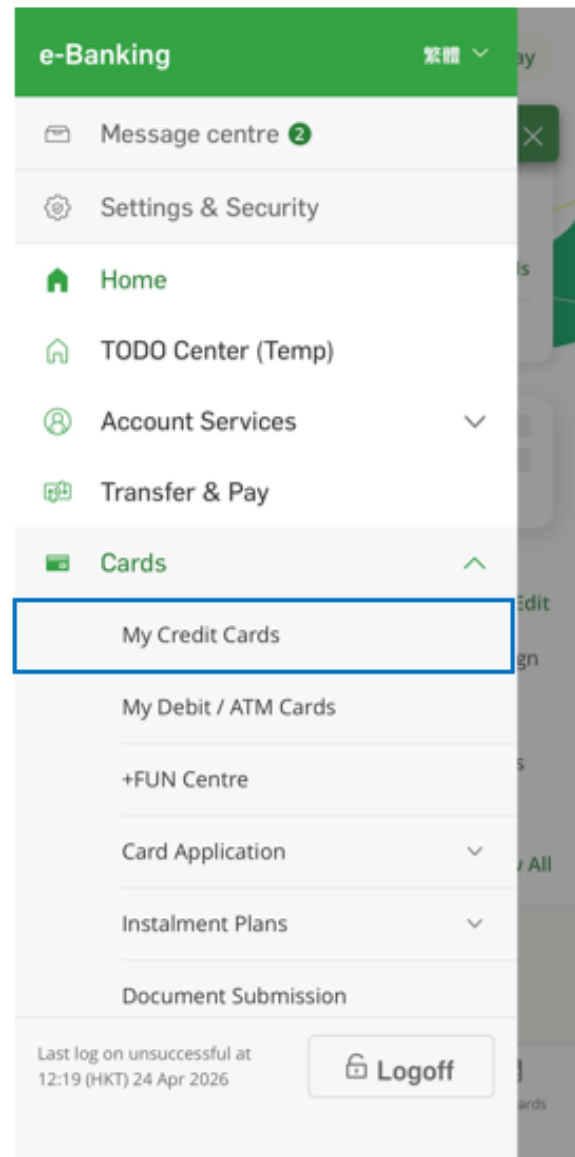 e-Banking 繁體
Message centre 2
Settings & Security
Home
TODO Center (Temp)
Account Services
Transfer & Pay
Cards
Edit
My Credit Cards
My Debit / ATM Cards
+FUN Centre
Card Application
All
Instalment Plans
Document Submission
Last log on unsuccessful at
12:19 (HKT) 24 Apr 2026
Logoff